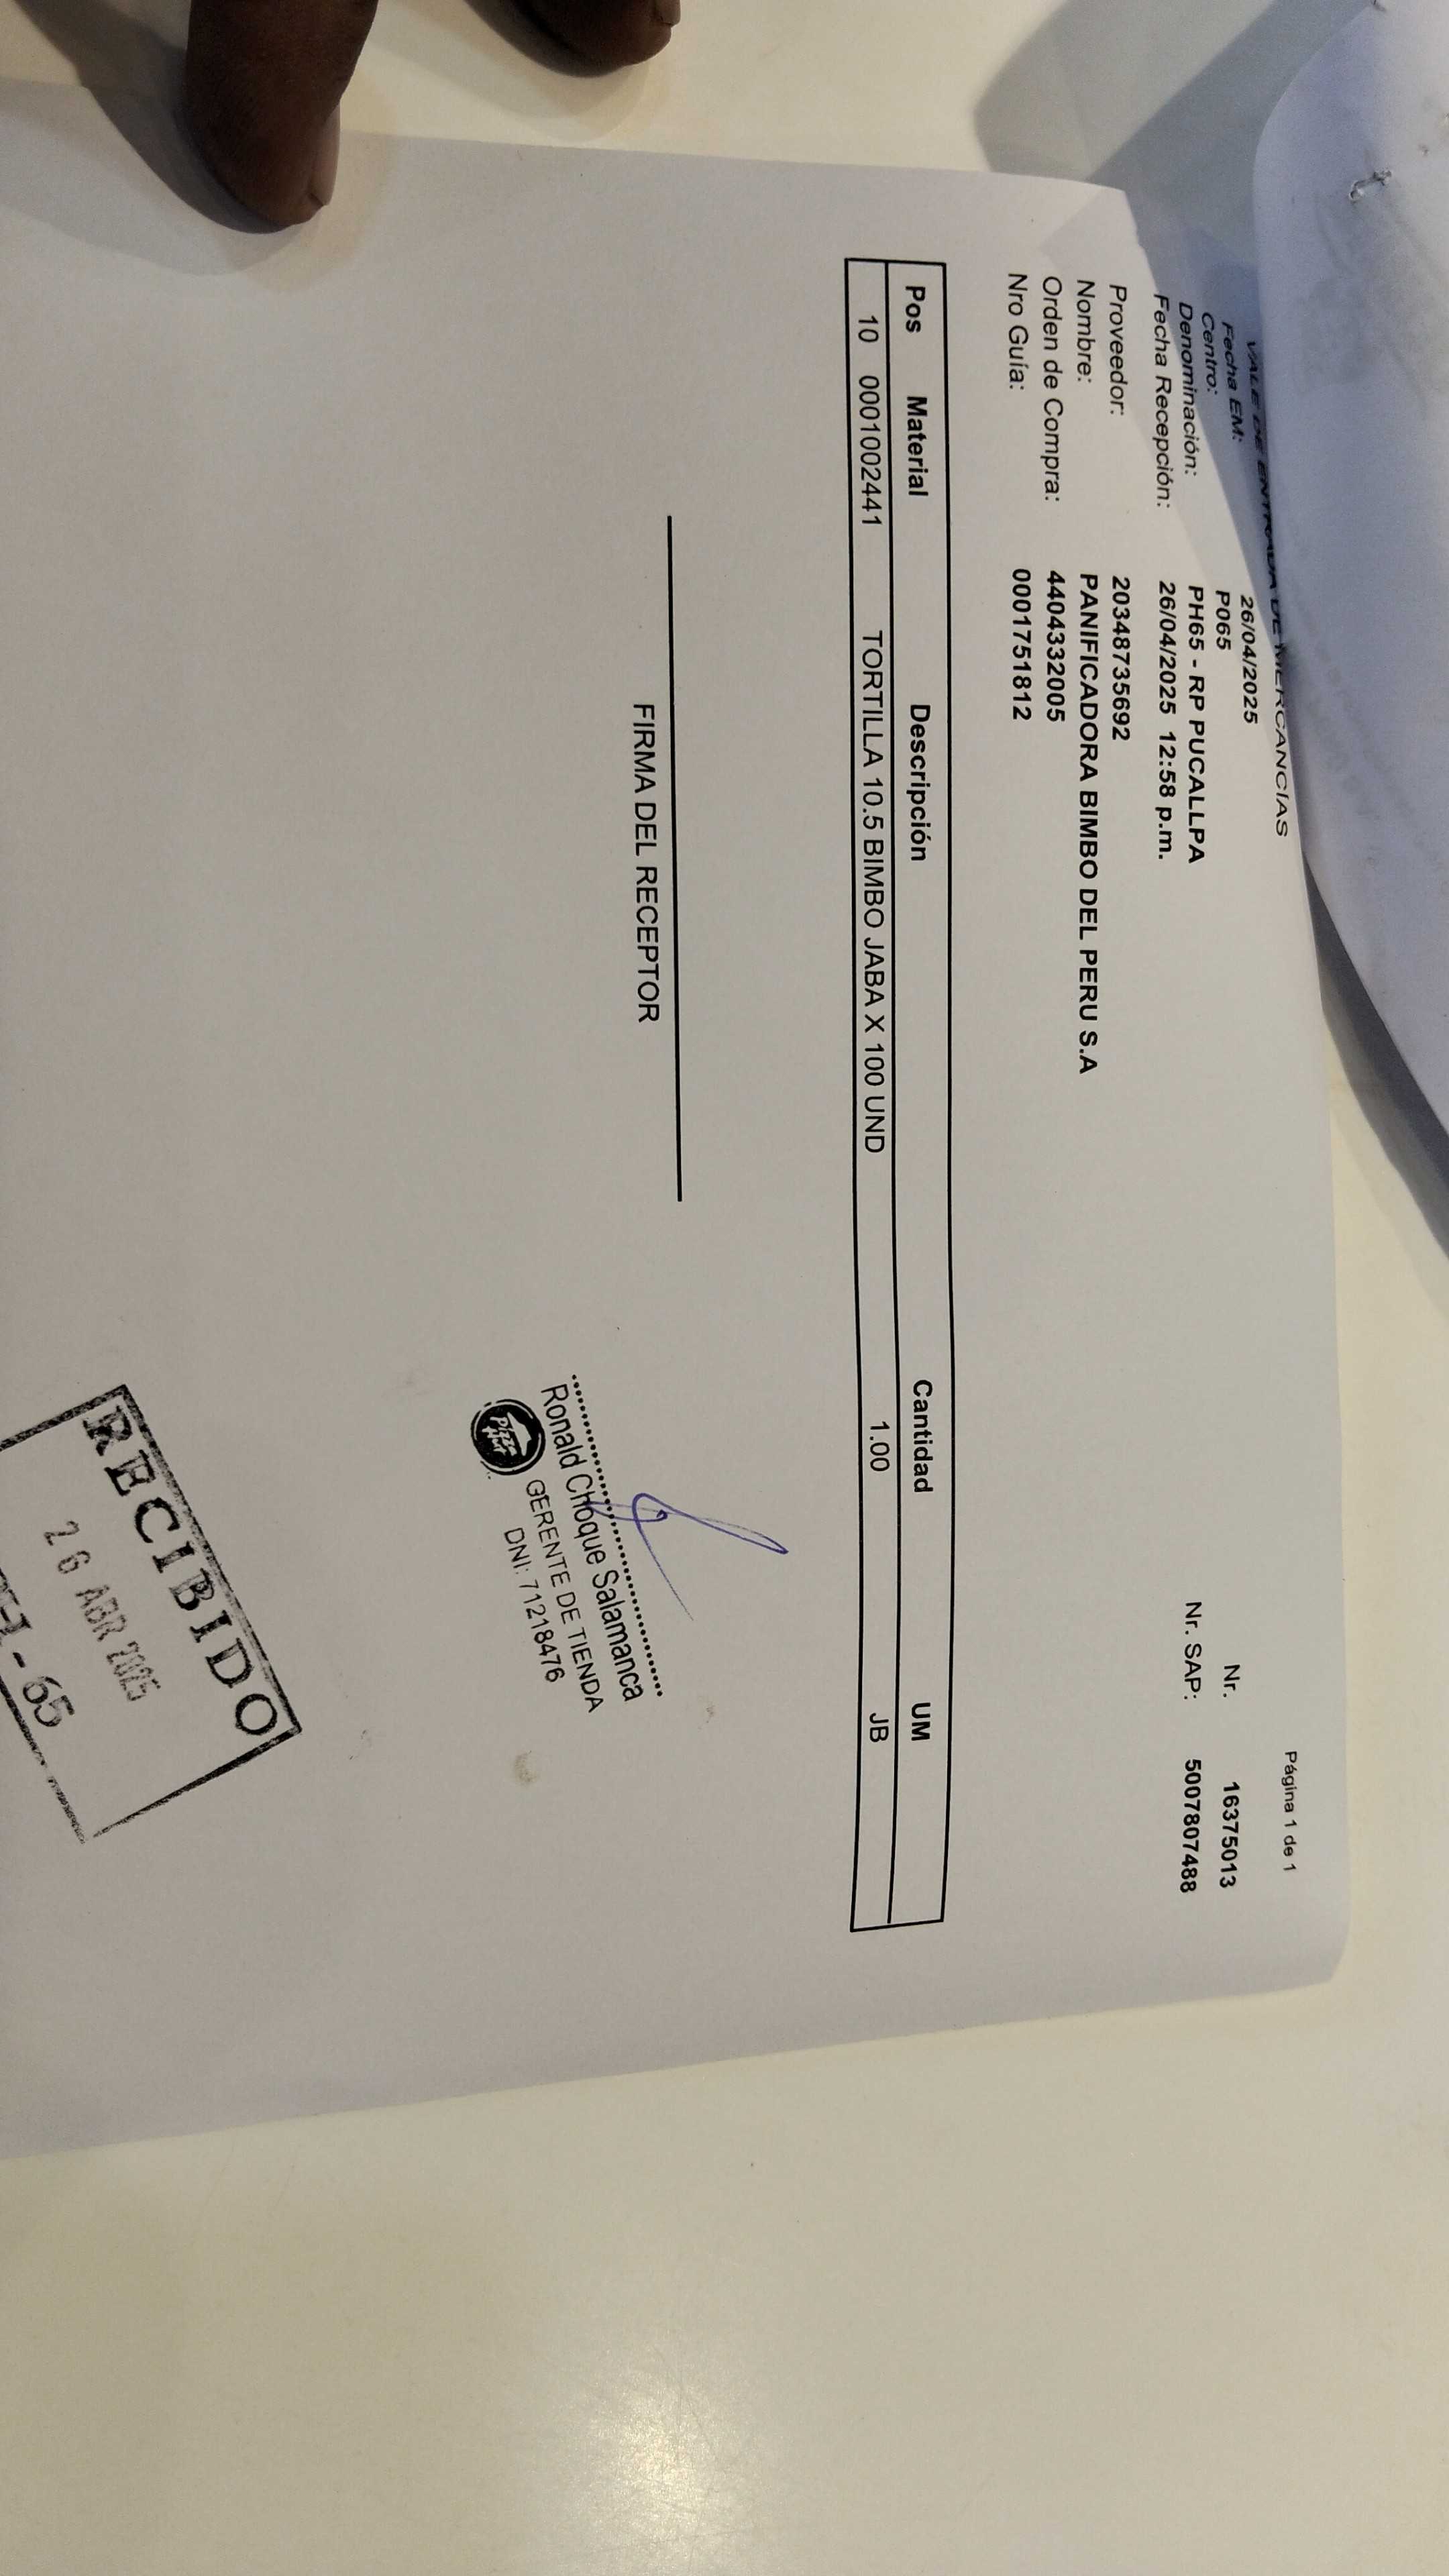 Página 1 de 1
VALE DE ENTRADA DE MERCANCÍAS
Fecha EM: 26/04/2025 Nr. 16375013
Centro: P065 Nr. SAP: 5007807488
Denominación: PH65 - RP PUCALLPA
Fecha Recepción: 26/04/2025 12:58 p.m.
Proveedor: 20348735692
Nombre: PANIFICADORA BIMBO DEL PERU S.A
Orden de Compra: 4404332005
Nro Guía: 0001751812
Pos Material Descripción Cantidad UM
10 0001002441 TORTILLA 10.5 BIMBO JABA X 100 UND 1.00 JB
FIRMA DEL RECEPTOR
Ronald Choque Salamanca
Pizza Hut
GERENTE DE TIENDA
DNI: 71218476
RECIBIDO
26 ABR 2025
- 65